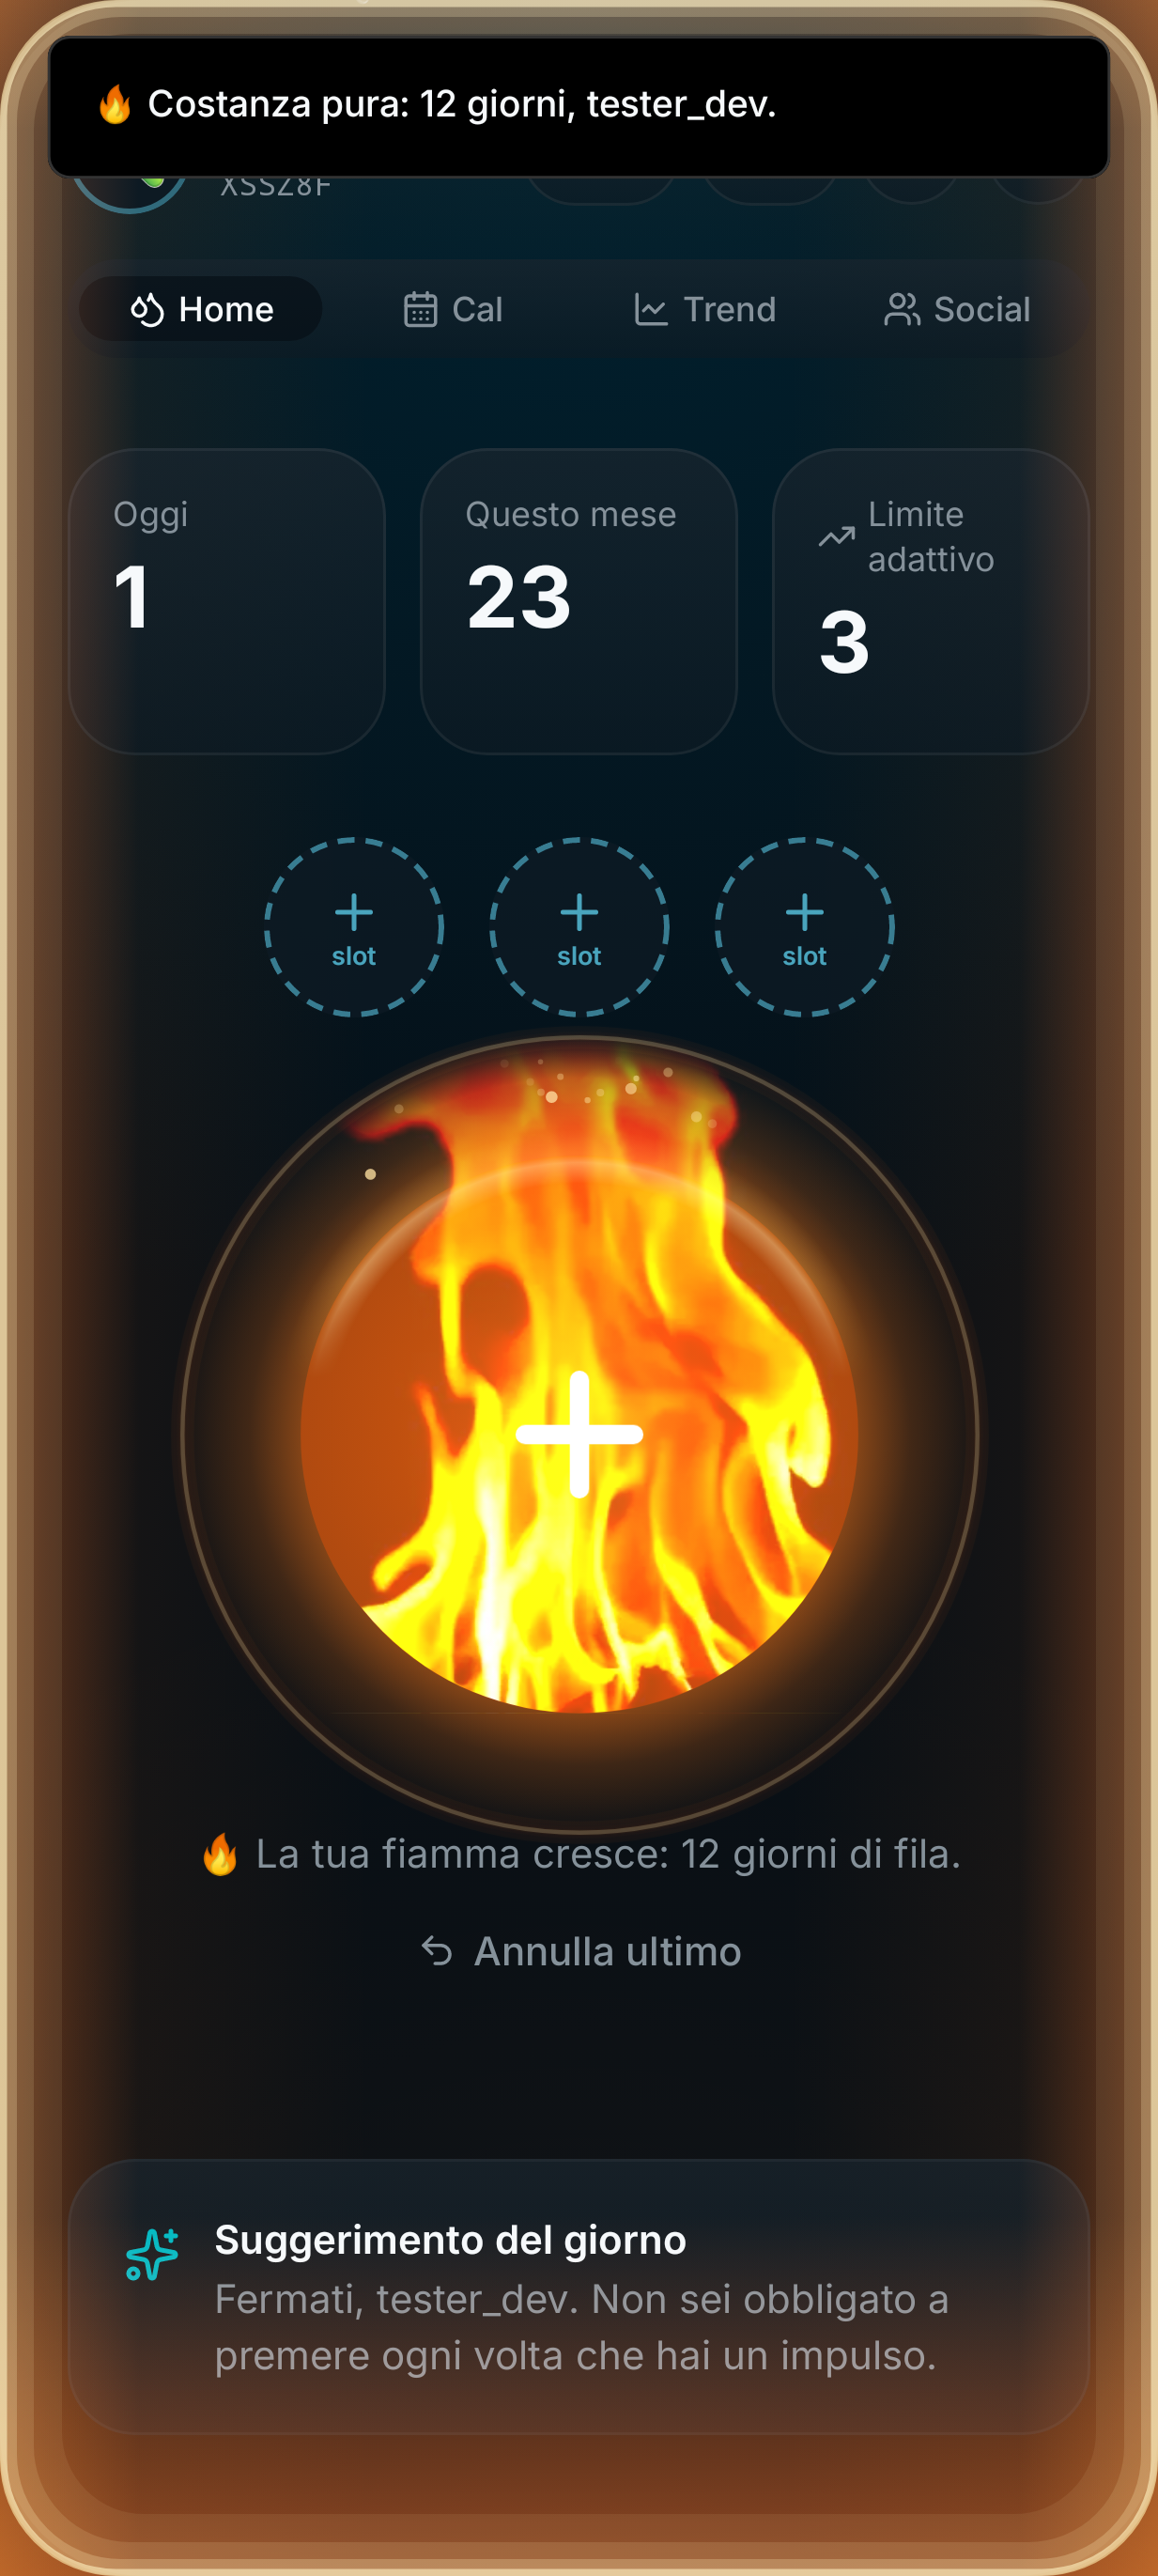 🔥 Costanza pura: 12 giorni, tester_dev.
XSSZ8F
Home
Cal
Trend
Social
Oggi
1
Questo mese
23
Limite
adattivo
3
slot
slot
slot
🔥 La tua fiamma cresce: 12 giorni di fila.
Annulla ultimo
Suggerimento del giorno
Fermati, tester_dev. Non sei obbligato a
premere ogni volta che hai un impulso.